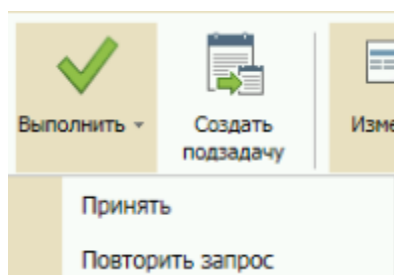 Выполнить
Создать
подзадачу
Принять
Повторить запрос